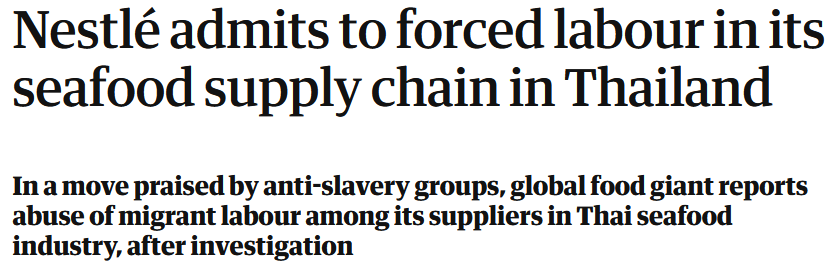 Nestlé admits to forced labour in its
seafood supply chain in Thailand
In a move praised by anti-slavery groups, global food giant reports
abuse of migrant labour among its suppliers in Thai seafood
industry, after investigation